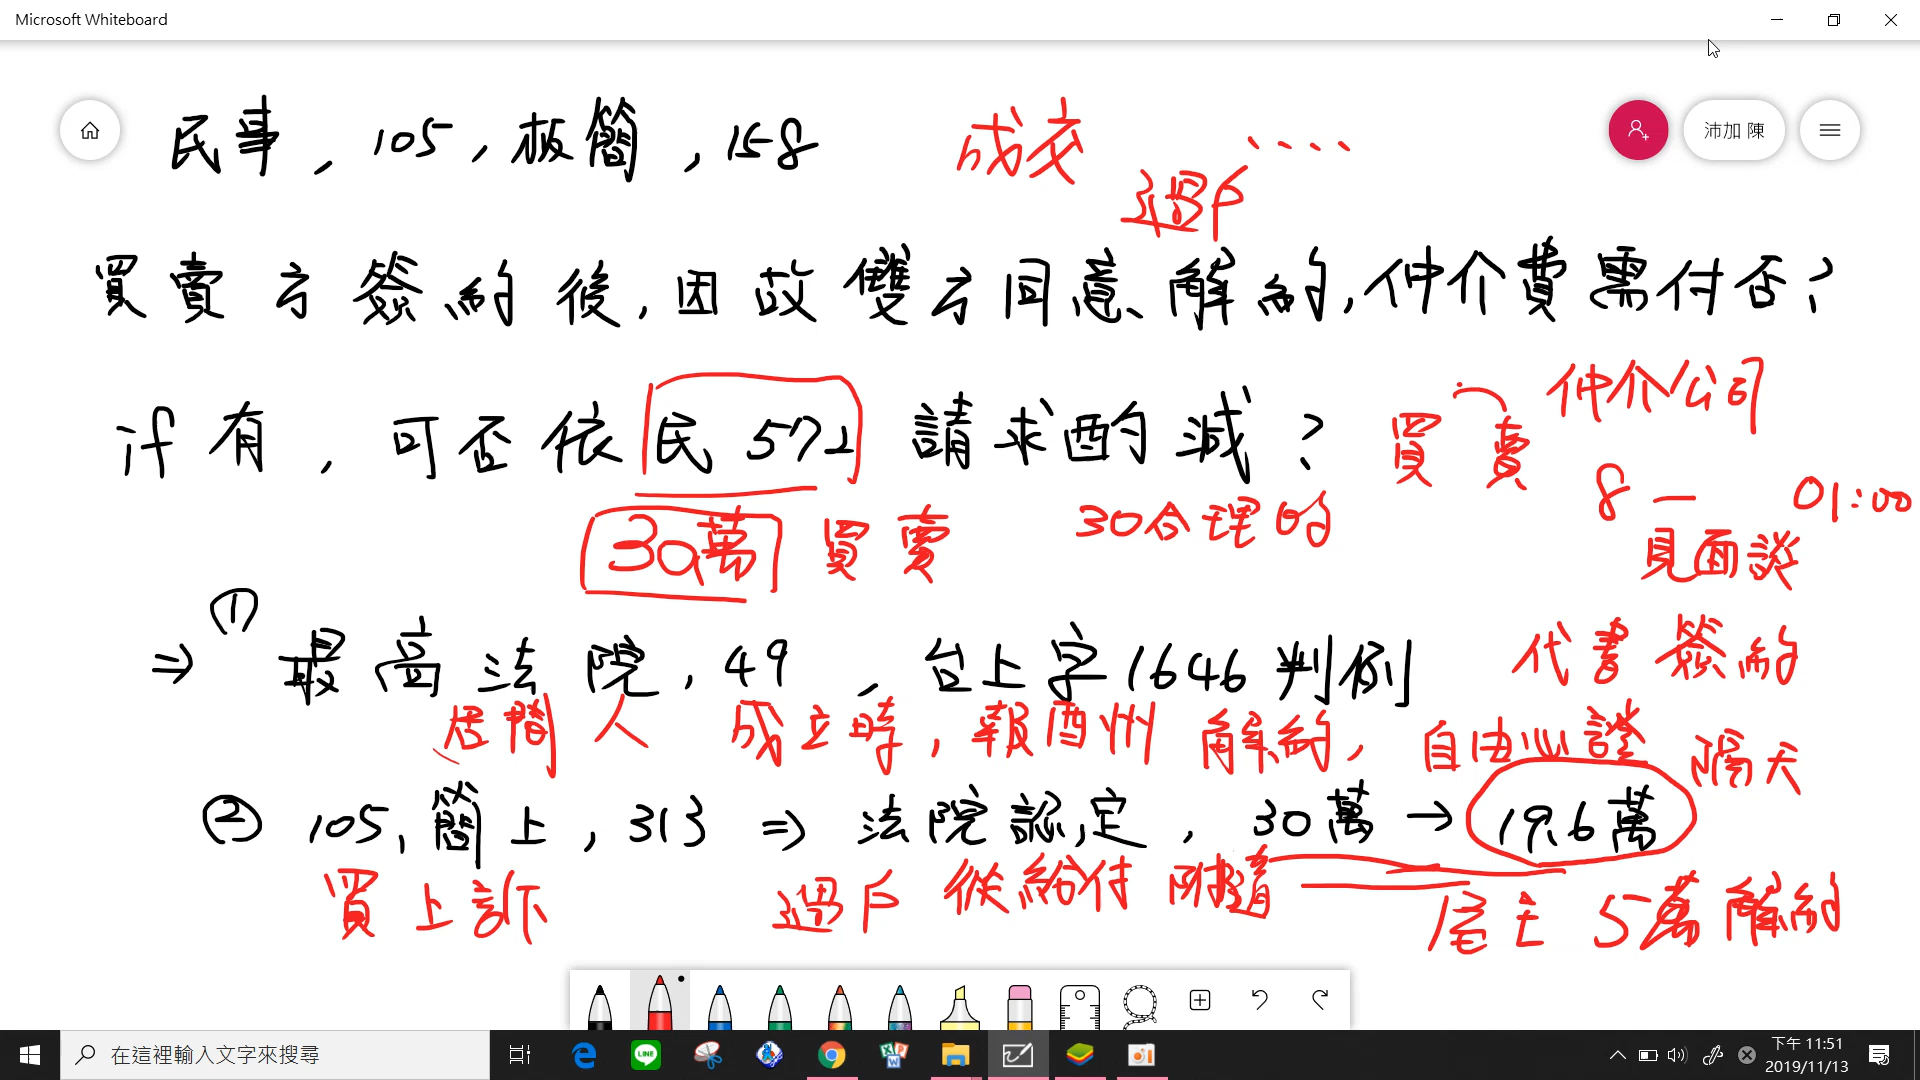 Microsoft Whiteboard
民事，105，板簡，158
成交
過戶
....
沛加 陳
買賣方簽約後，因故雙方同意解約，仲介費需付否？
if有，可否依民572請求酌減？
買賣
仲介公司
8 — 01:00
見面談
30萬 買賣
30合理的
⇒ ① 最高法院，49，台上字1646判例
代書簽約
居間人 成立時，報酬 解約，自由心證
隔天
② 105，簡上，313 ⇒ 法院認定，30萬 → 19.6萬
買上訴
過戶 從給付 附隨
屋主 5萬解約
在這裡輸入文字來搜尋
下午 11:51
2019/11/13